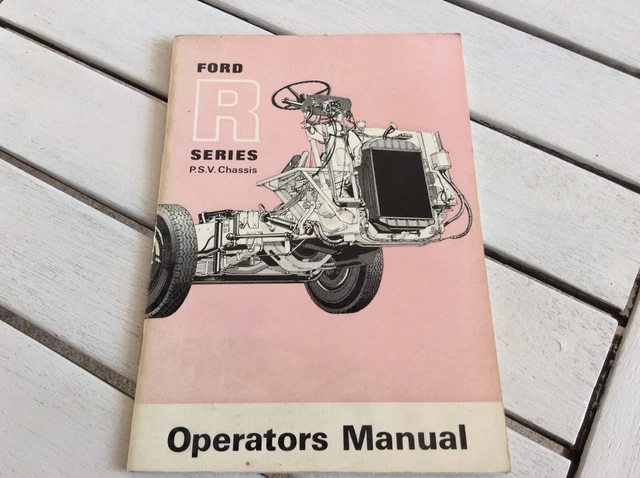 FORD
R
SERIES
P.S.V. Chassis
Operators Manual